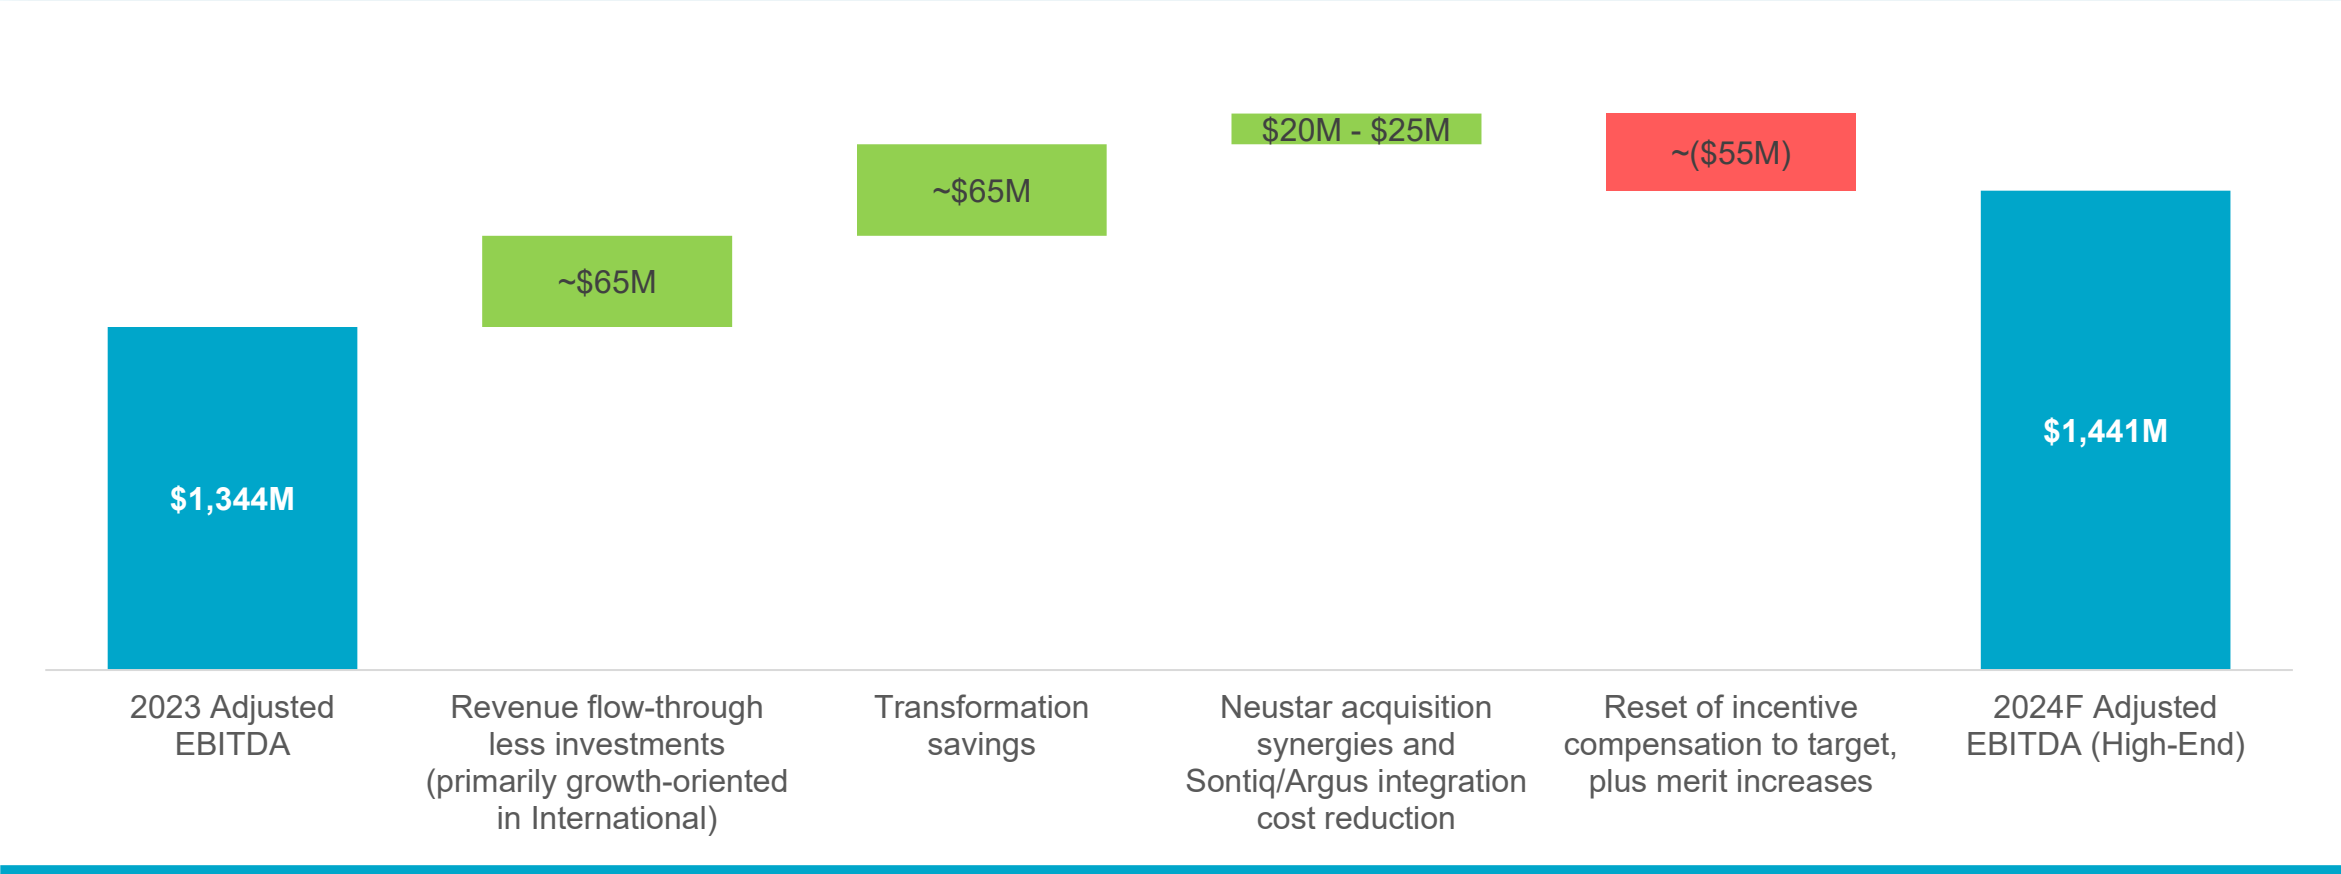 $20M - $25M
~($55M)
~$65M
~$65M
$1,441M
$1,344M
2023 Adjusted
EBITDA
Revenue flow-through
less investments
(primarily growth-oriented
in International)
Transformation
savings
Neustar acquisition
synergies and
Sontiq/Argus integration
cost reduction
Reset of incentive
compensation to target,
plus merit increases
2024F Adjusted
EBITDA (High-End)